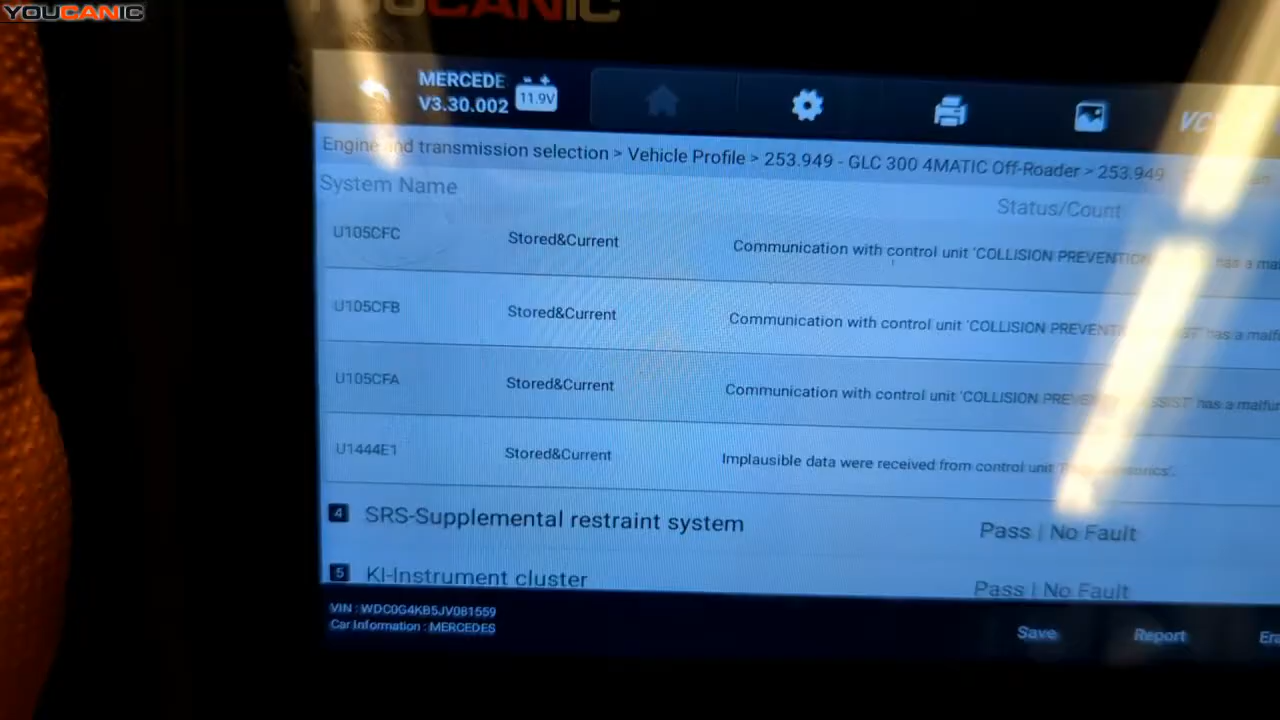 YOUCANIC
YOUCANIC
MERCEDE
V3.30.002
11.9V
Engine and transmission selection > Vehicle Profile > 253.949 - GLC 300 4MATIC Off-Roader > 253.949
System Name
Status/Count
U105CFC Stored&Current Communication with control unit 'COLLISION PREVENTION has a
U105CFB Stored&Current Communication with control unit 'COLLISION PREVENT has a
U105CFA Stored&Current Communication with control unit 'COLLISION has a
U1444E1 Stored&Current Implausible data were received from control unit
4 SRS-Supplemental restraint system Pass | No Fault
5 KI-Instrument cluster Pass | No Fault
VIN : WDC0G4KB5JV081559
Car Information : MERCEDES
Save Report